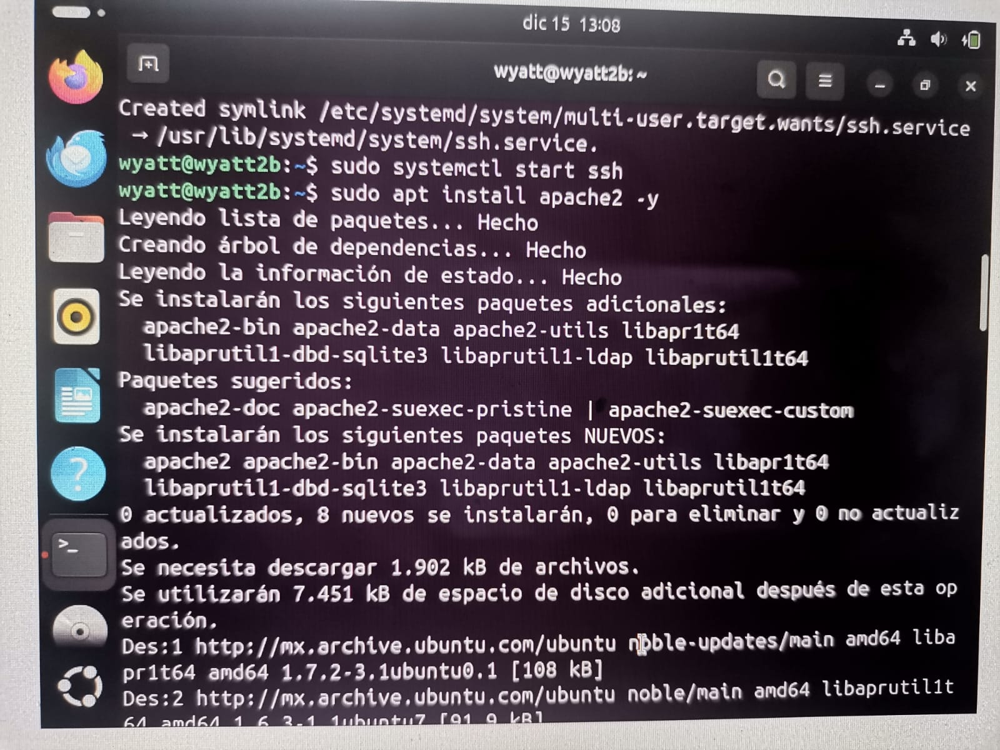 dic 15 13:08
wyatt@wyatt2b: ~
Created symlink /etc/systemd/system/multi-user.target.wants/ssh.service
→ /usr/lib/systemd/system/ssh.service.
wyatt@wyatt2b:~$ sudo systemctl start ssh
wyatt@wyatt2b:~$ sudo apt install apache2 -y
Leyendo lista de paquetes... Hecho
Creando árbol de dependencias... Hecho
Leyendo la información de estado... Hecho
Se instalarán los siguientes paquetes adicionales:
apache2-bin apache2-data apache2-utils libapr1t64
libaprutil1-dbd-sqlite3 libaprutil1-ldap libaprutil1t64
Paquetes sugeridos:
apache2-doc apache2-suexec-pristine | apache2-suexec-custom
Se instalarán los siguientes paquetes NUEVOS:
apache2 apache2-bin apache2-data apache2-utils libapr1t64
libaprutil1-dbd-sqlite3 libaprutil1-ldap libaprutil1t64
0 actualizados, 8 nuevos se instalarán, 0 para eliminar y 0 no actualiz
ados.
Se necesita descargar 1.902 kB de archivos.
Se utilizarán 7.451 kB de espacio de disco adicional después de esta op
eración.
Des:1 http://mx.archive.ubuntu.com/ubuntu noble-updates/main amd64 liba
pr1t64 amd64 1.7.2-3.1ubuntu0.1 [108 kB]
Des:2 http://mx.archive.ubuntu.com/ubuntu noble/main amd64 libaprutil1t
64 amd64 1.6.3-1.1ubuntu7 [91,9 kB]